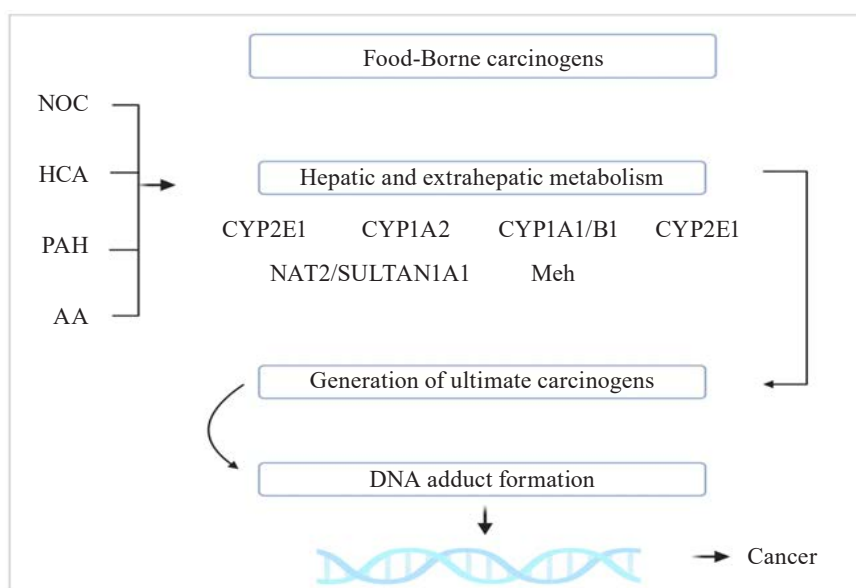 Food-Borne carcinogens
NOC
HCA
PAH
AA
Hepatic and extrahepatic metabolism
CYP2E1 CYP1A2 CYP1A1/B1 CYP2E1
NAT2/SULTAN1A1 Meh
Generation of ultimate carcinogens
DNA adduct formation
Cancer